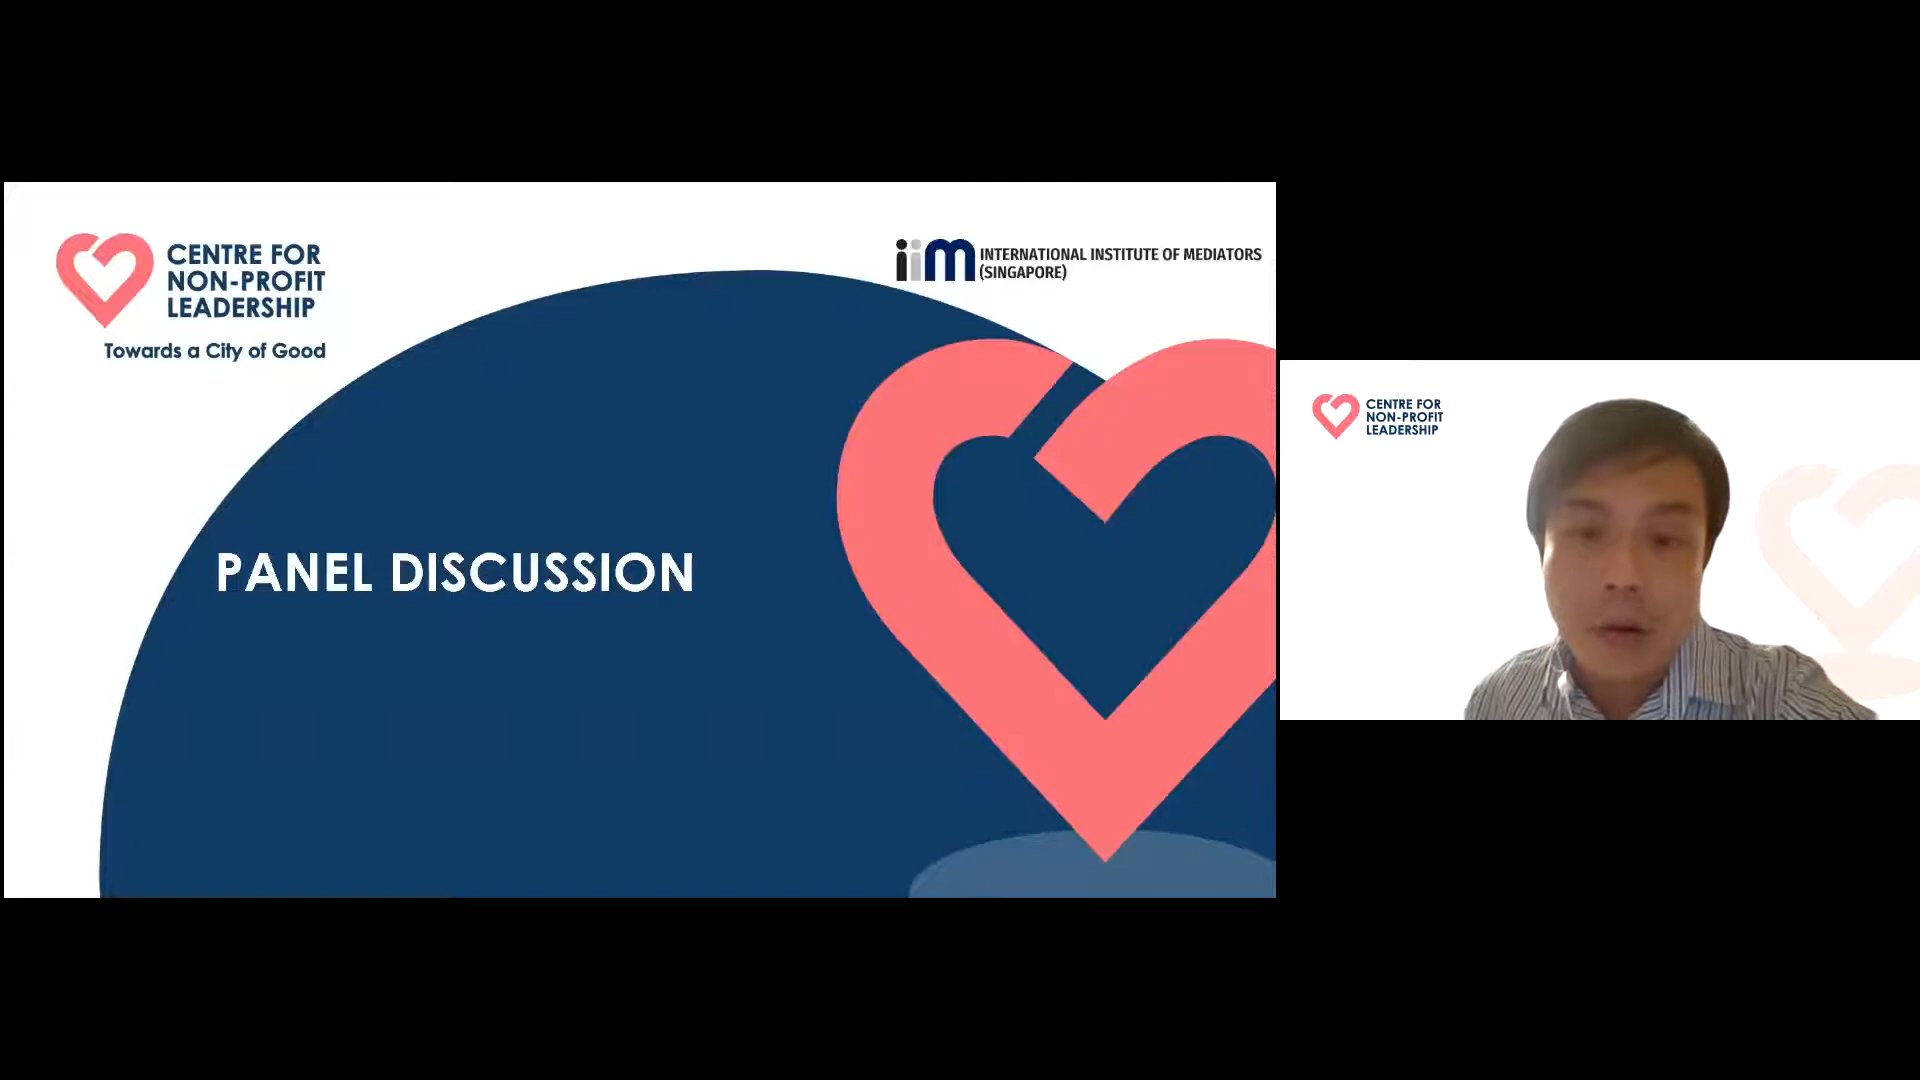 CENTRE FOR
NON-PROFIT
LEADERSHIP
Towards a City of Good
iim INTERNATIONAL INSTITUTE OF MEDIATORS
(SINGAPORE)
PANEL DISCUSSION
CENTRE FOR
NON-PROFIT
LEADERSHIP